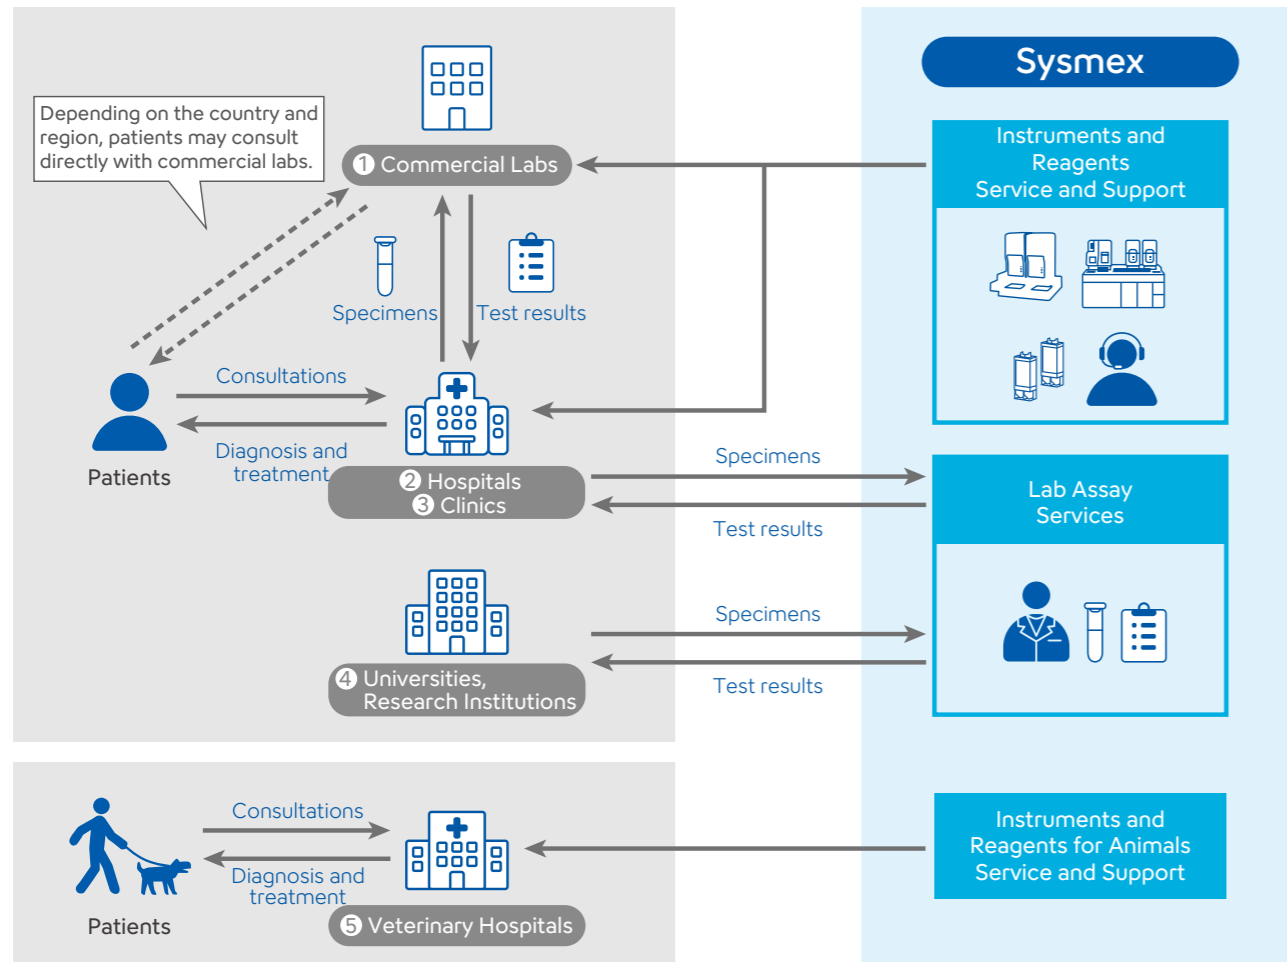 Sysmex
Depending on the country and
region, patients may consult
directly with commercial labs.
1 Commercial Labs
Instruments and
Reagents
Service and Support
Specimens
Test results
Consultations
Diagnosis and
treatment
Patients
2 Hospitals
3 Clinics
Specimens
Test results
Lab Assay
Services
4 Universities,
Research Institutions
Specimens
Test results
Consultations
Diagnosis and
treatment
Patients
5 Veterinary Hospitals
Instruments and
Reagents for Animals
Service and Support